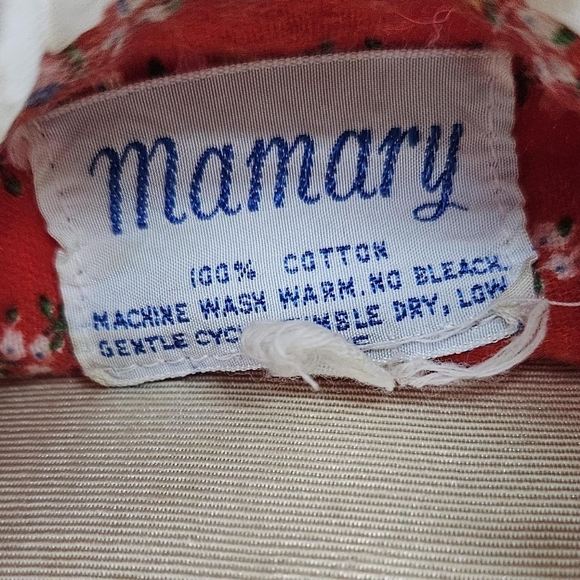 mamary
100% COTTON
MACHINE WASH WARM. NO BLEACH.
GENTLE DRY, LOW